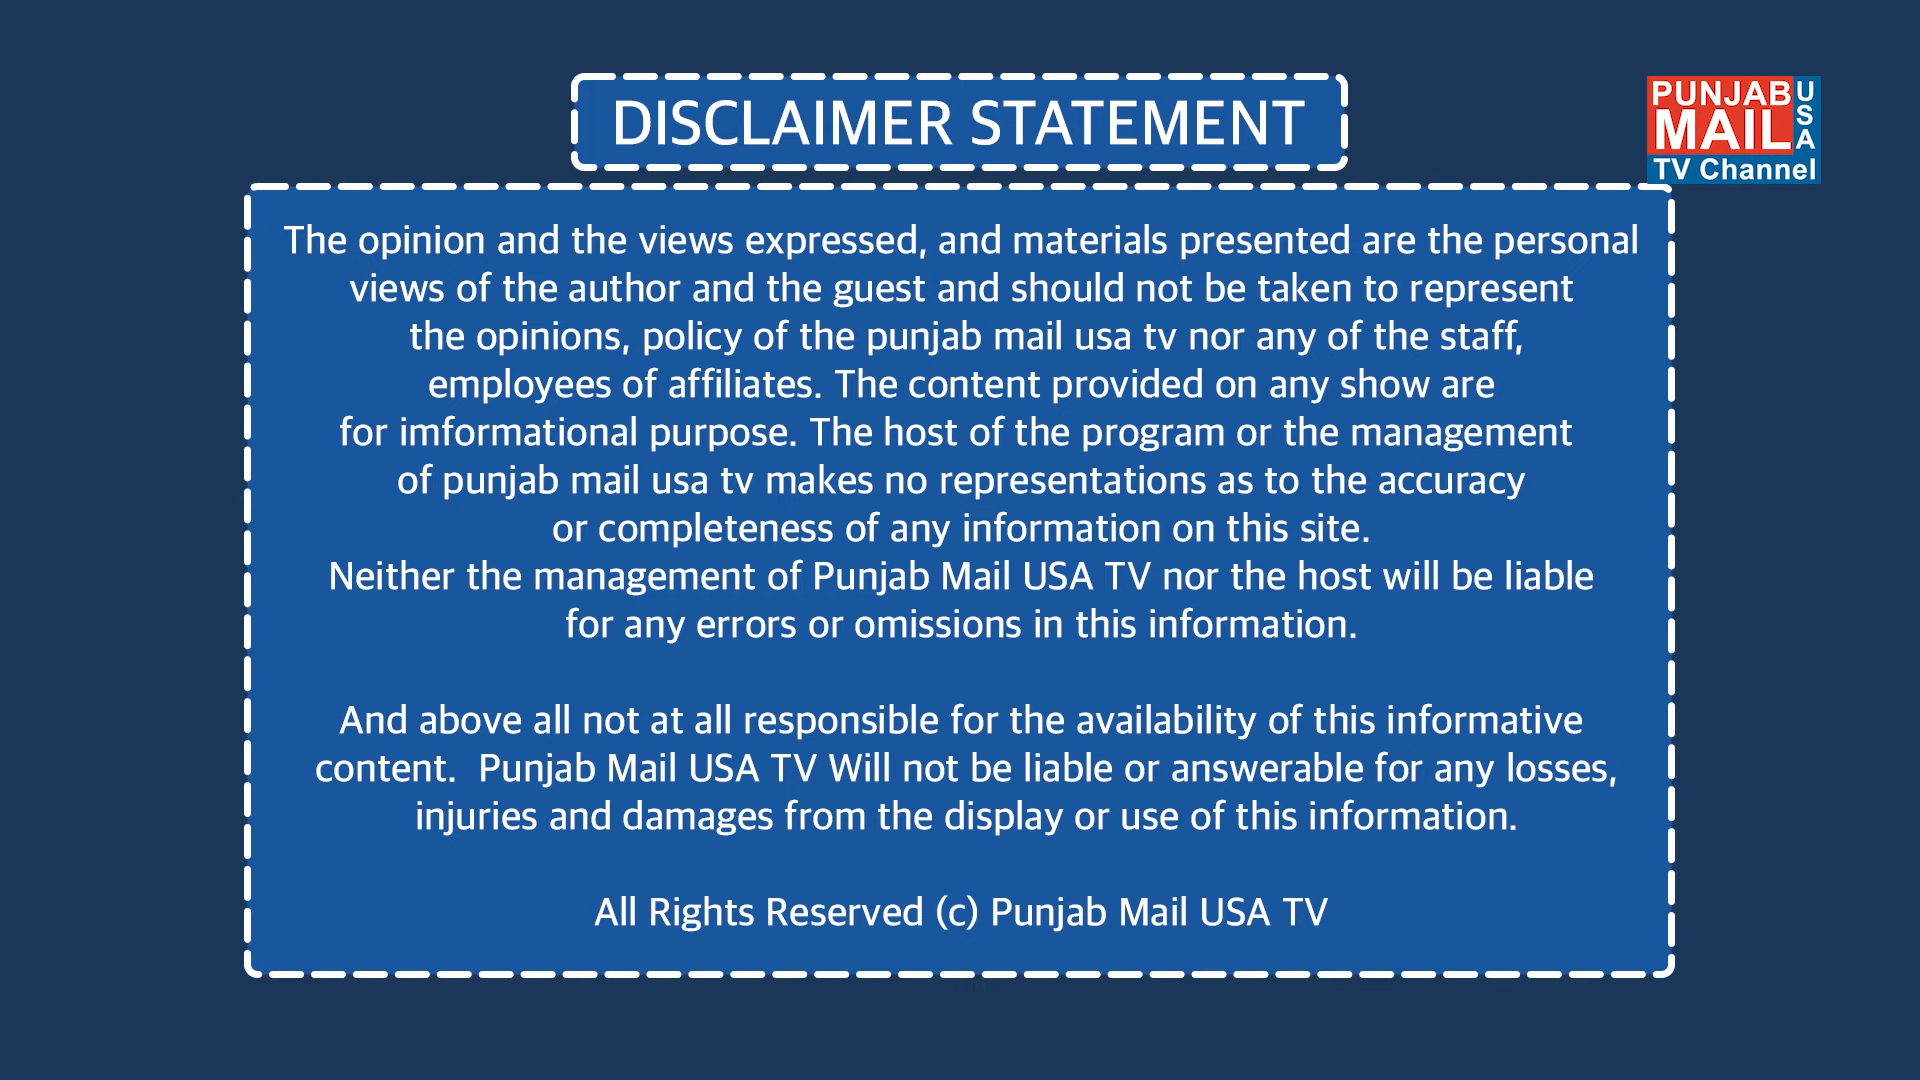 DISCLAIMER STATEMENT
PUNJAB USA
MAIL
TV Channel
The opinion and the views expressed, and materials presented are the personal
views of the author and the guest and should not be taken to represent
the opinions, policy of the punjab mail usa tv nor any of the staff,
employees of affiliates. The content provided on any show are
for imformational purpose. The host of the program or the management
of punjab mail usa tv makes no representations as to the accuracy
or completeness of any information on this site.
Neither the management of Punjab Mail USA TV nor the host will be liable
for any errors or omissions in this information.
And above all not at all responsible for the availability of this informative
content.  Punjab Mail USA TV Will not be liable or answerable for any losses,
injuries and damages from the display or use of this information.
All Rights Reserved (c) Punjab Mail USA TV